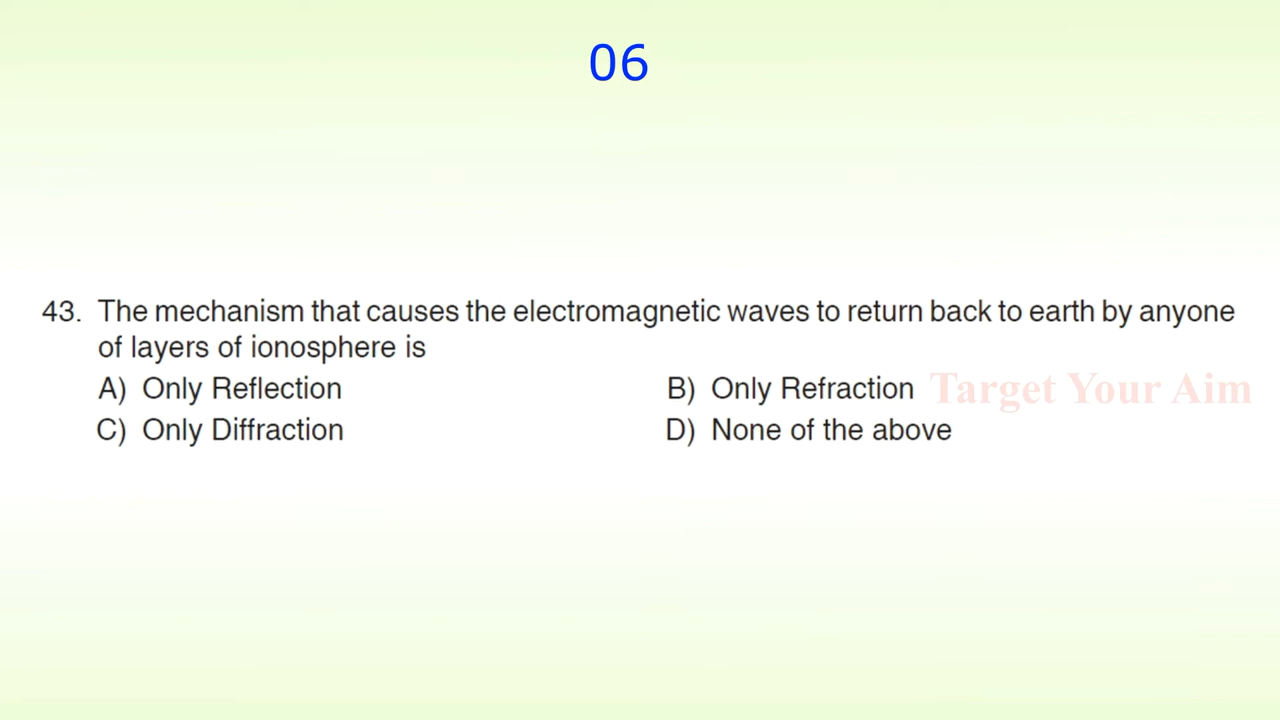 06
43. The mechanism that causes the electromagnetic waves to return back to earth by anyone
of layers of ionosphere is
A) Only Reflection B) Only Refraction
Target Your Aim
C) Only Diffraction D) None of the above